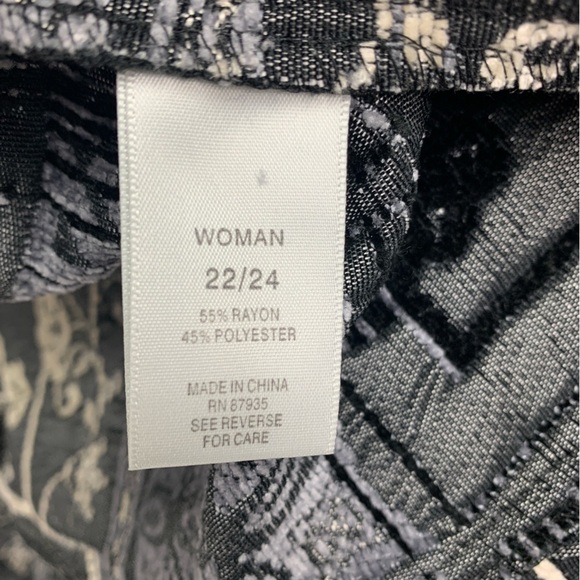 WOMAN
22/24
55% RAYON
45% POLYESTER
MADE IN CHINA
RN 87935
SEE REVERSE
FOR CARE